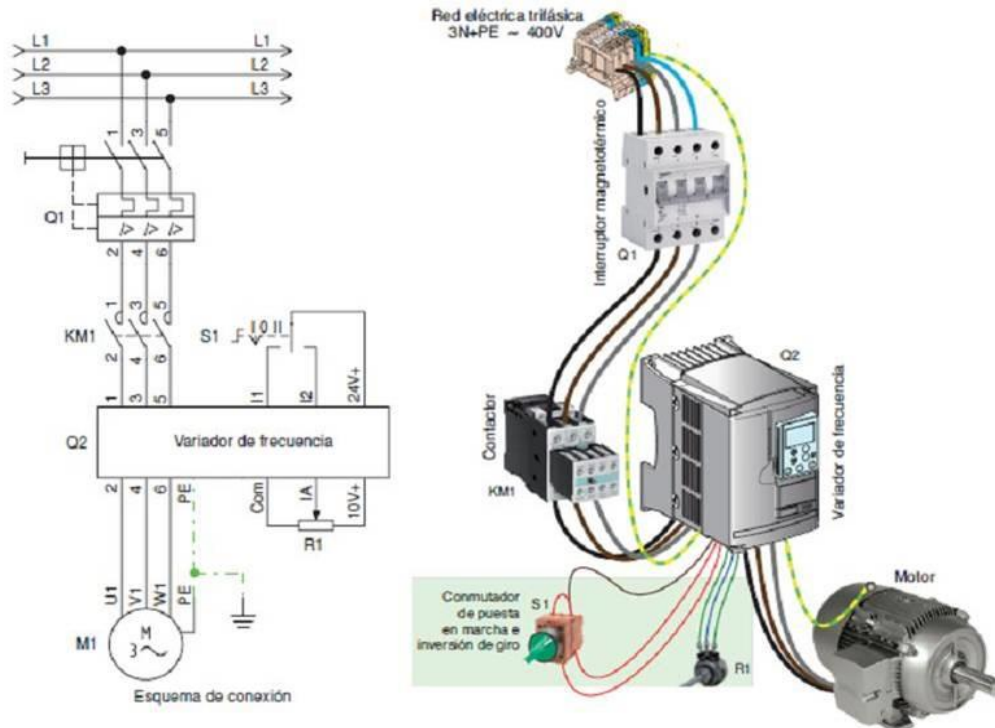 L1 L1
L2 L2
L3 L3
1 3 5
Q1
2 4 6
1 3 5
KM1
2 4 6
S1 I 0 II
1 3 5 I1 I2 24V+
Q2 Variador de frecuencia
2 4 6 PE Com IA 10V+
R1
U1 V1 W1 PE
M1
M
3
Esquema de conexión
Red eléctrica trifásica
3N+PE ~ 400V
Interruptor magnetotérmico
Q1
Q2
Contactor
KM1
Variador de frecuencia
Conmutador
de puesta
en marcha e
inversión de giro
S1
R1
Motor